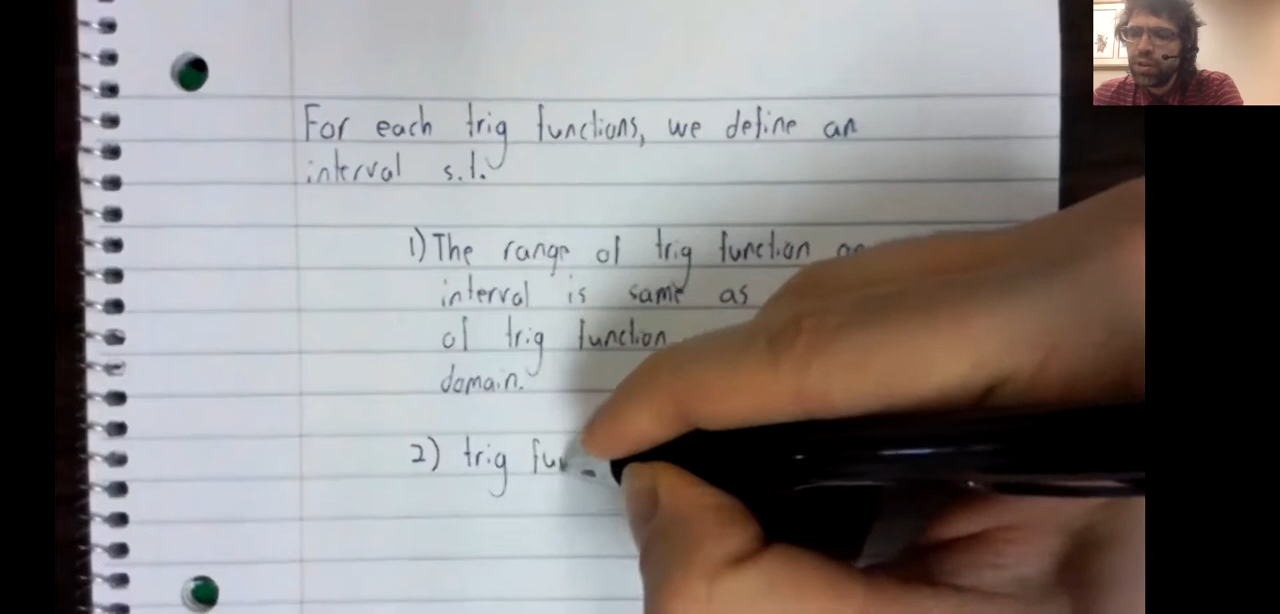 For each trig functions, we define an
interval s.t.
1) The range of trig function
interval is same as
of trig function
domain.
2) trig